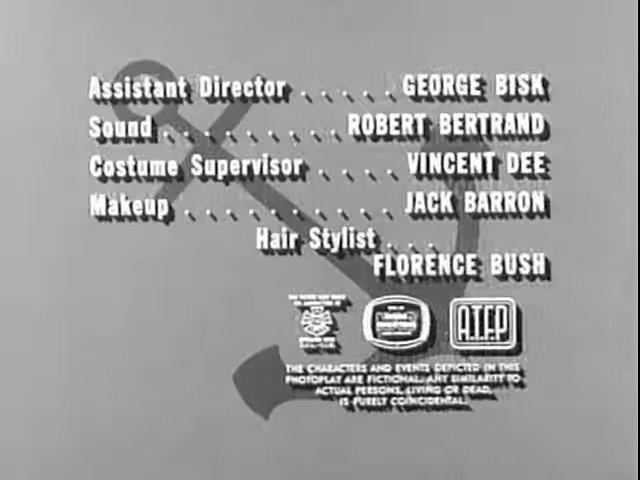 Assistant Director . . . . . GEORGE BISK
Sound . . . . . . . . . ROBERT BERTRAND
Costume Supervisor . . . . VINCENT DEE
Makeup . . . . . . . . . . JACK BARRON
Hair Stylist . . .
FLORENCE BUSH
A.T.F.P
THE CHARACTERS AND EVENTS DEPICTED IN THIS
PHOTOPLAY ARE FICTIONAL. ANY SIMILARITY TO
ACTUAL PERSONS, LIVING OR DEAD,
IS PURELY COINCIDENTAL.